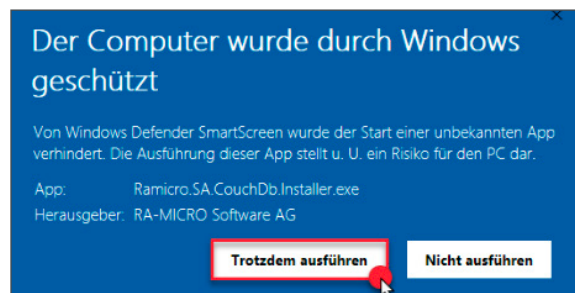 Der Computer wurde durch Windows
geschützt
Von Windows Defender SmartScreen wurde der Start einer unbekannten App
verhindert. Die Ausführung dieser App stellt u. U. ein Risiko für den PC dar.
App: Ramicro.SA.CouchDb.Installer.exe
Herausgeber: RA-MICRO Software AG
Trotzdem ausführen Nicht ausführen